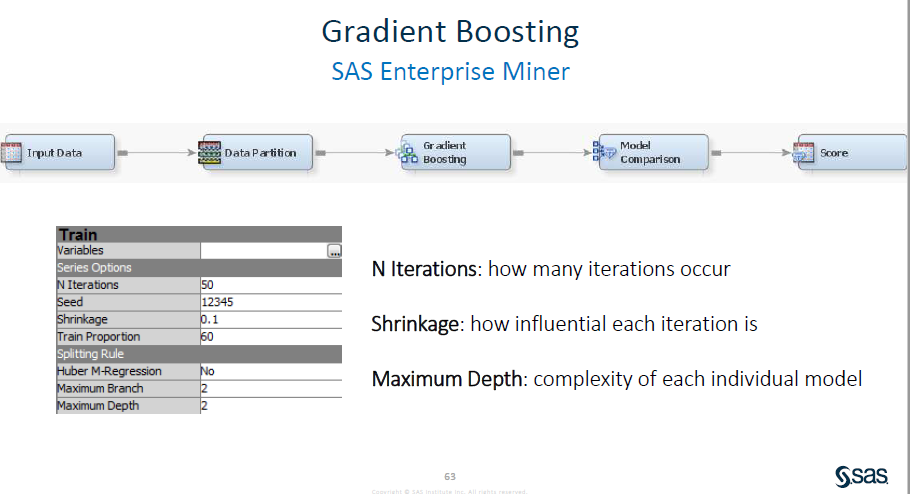 Gradient Boosting
SAS Enterprise Miner
Input Data
Data Partition
Gradient
Boosting
Model
Comparison
Score
Train
Variables ...
Series Options
N Iterations 50
Seed 12345
Shrinkage 0.1
Train Proportion 60
Splitting Rule
Huber M-Regression No
Maximum Branch 2
Maximum Depth 2
N Iterations: how many iterations occur
Shrinkage: how influential each iteration is
Maximum Depth: complexity of each individual model
63
Copyright © SAS Institute Inc. All rights reserved.
sas